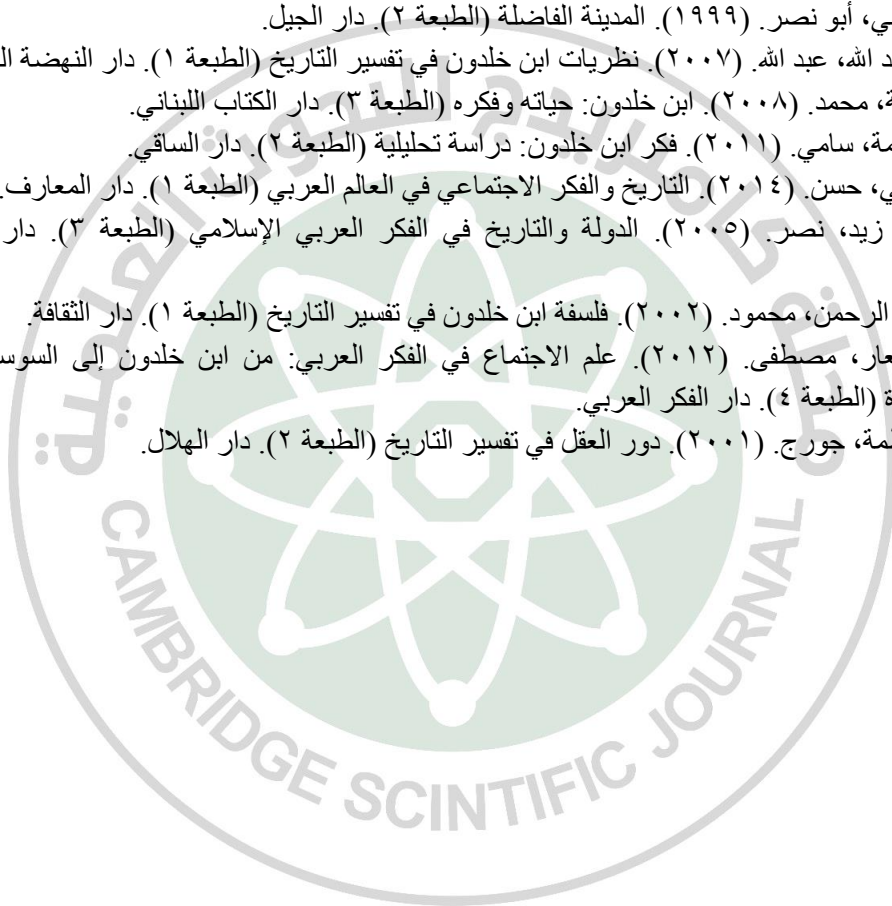 ي، أبو نصر. (١٩٩٩). المدينة الفاضلة (الطبعة ٢). دار الجيل.
د الله، عبد الله. (٢٠٠٧). نظريات ابن خلدون في تفسير التاريخ (الطبعة ١). دار النهضة ال
ة، محمد. (٢٠٠٨). ابن خلدون: حياته وفكره (الطبعة ٣). دار الكتاب اللبناني.
مة، سامي. (٢٠١١). فكر ابن خلدون: دراسة تحليلية (الطبعة ٢). دار الساقي.
ي، حسن. (٢٠١٤). التاريخ والفكر الاجتماعي في العالم العربي (الطبعة ١). دار المعارف.
زيد، نصر. (٢٠٠٥). الدولة والتاريخ في الفكر العربي الإسلامي (الطبعة ٣). دار
الرحمن، محمود. (٢٠٠٢). فلسفة ابن خلدون في تفسير التاريخ (الطبعة ١). دار الثقافة.
عار، مصطفى. (٢٠١٢). علم الاجتماع في الفكر العربي: من ابن خلدون إلى السوس
ة (الطبعة ٤). دار الفكر العربي.
لمة، جورج. (٢٠٠١). دور العقل في تفسير التاريخ (الطبعة ٢). دار الهلال.
مجلة كامبريدج للبحوث العلمية
CAMBRIDGE SCINTIFIC JOURNAL